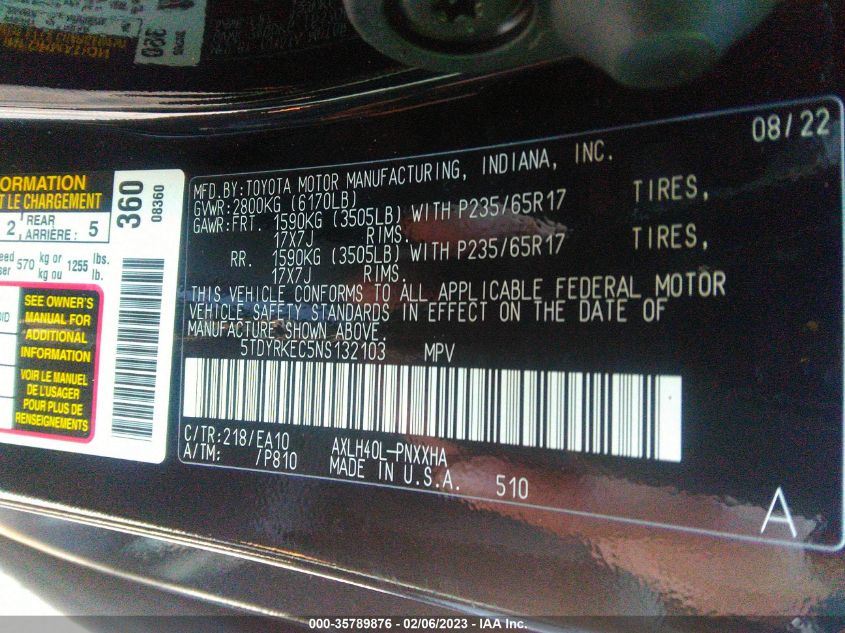 08/22
MFD.BY:TOYOTA MOTOR MANUFACTURING, INDIANA, INC.
GVWR:2800KG (6170LB)
GAWR:FRT. 1590KG (3505LB) WITH P235/65R17 TIRES,
17X7J RIMS.
RR. 1590KG (3505LB) WITH P235/65R17 TIRES,
17X7J RIMS.
THIS VEHICLE CONFORMS TO ALL APPLICABLE FEDERAL MOTOR
VEHICLE SAFETY STANDARDS IN EFFECT ON THE DATE OF
MANUFACTURE SHOWN ABOVE.
5TDYRKEC5NS132103 MPV
C/TR:218/EA10 AXLH40L-PNXXHA
A/TM: /P810 MADE IN U.S.A. 510
A
ORMATION
T LE CHARGEMENT
2 REAR ARRIÈRE : 5
570 kg or kg ou 1255 lbs. lb.
SEE OWNER'S
MANUAL FOR
ADDITIONAL
INFORMATION
VOIR LE MANUEL
DE L'USAGER
POUR PLUS DE
RENSEIGNEMENTS
360
08360
000-35789876 - 02/06/2023 - IAA Inc.